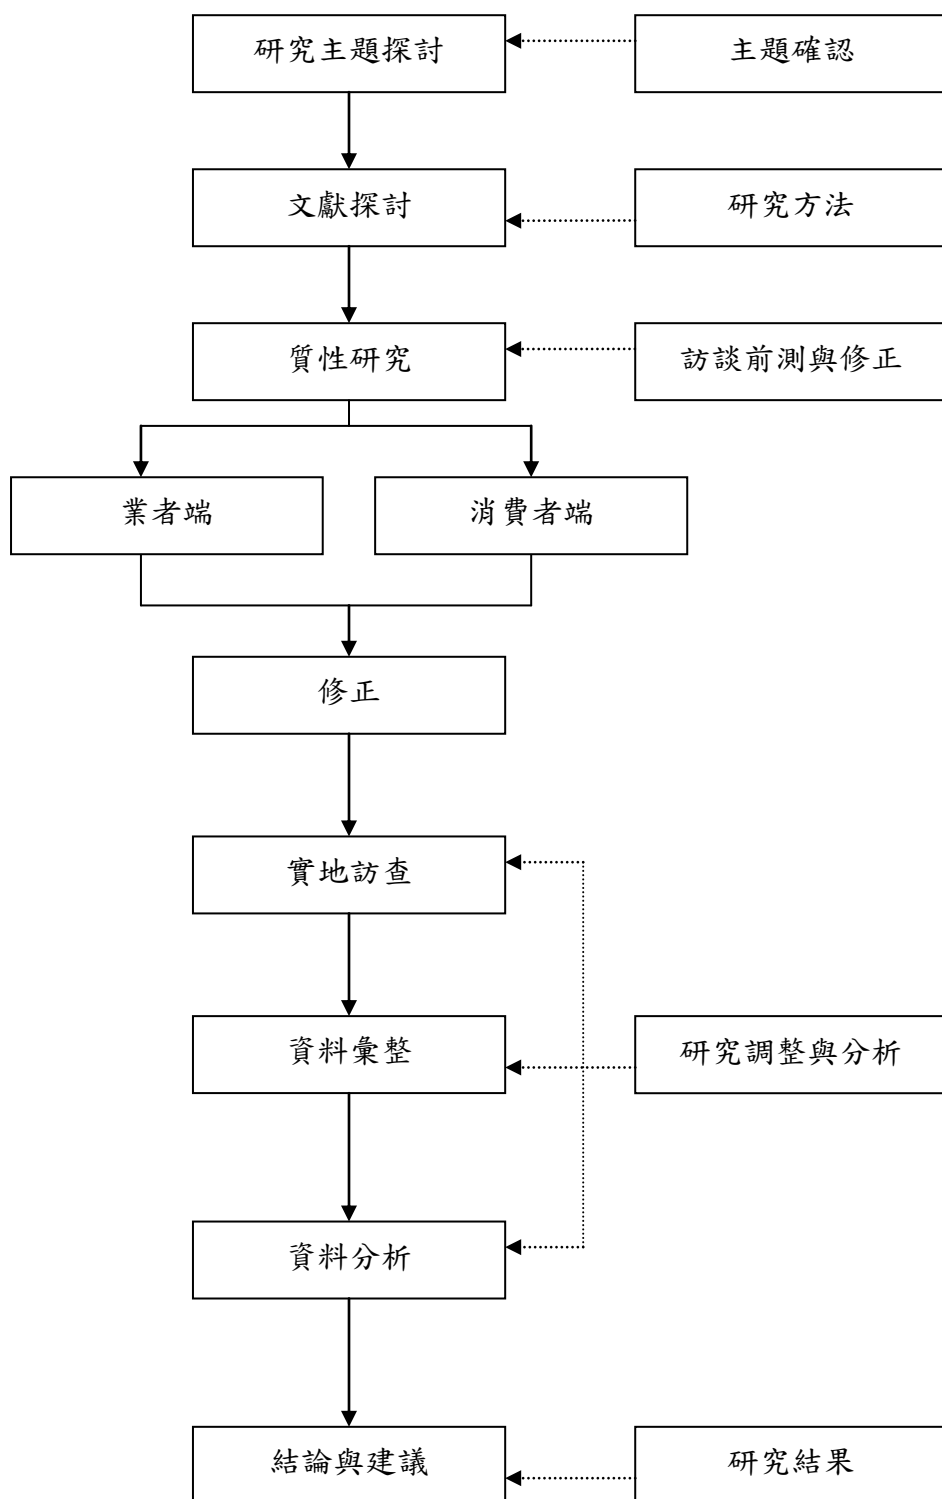 研究主題探討
主題確認
文獻探討
研究方法
質性研究
訪談前測與修正
業者端
消費者端
修正
實地訪查
資料彙整
研究調整與分析
資料分析
結論與建議
研究結果